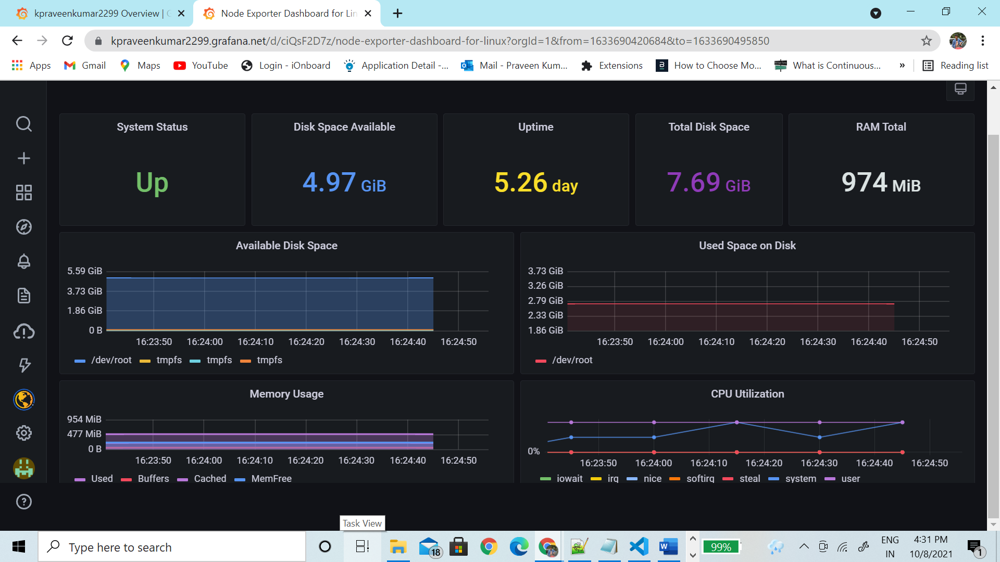 kpraveenkumar2299 Overview |
Node Exporter Dashboard for Lin
kpraveenkumar2299.grafana.net/d/ciQsF2D7z/node-exporter-dashboard-for-linux?orgId=1&from=1633690420684&to=1633690495850
Apps Gmail Maps YouTube Login - iOnboard Application Detail -... Mail - Praveen Kum... Extensions How to Choose Mo... What is Continuous... » Reading list
System Status Disk Space Available Uptime Total Disk Space RAM Total
Up 4.97 GiB 5.26 day 7.69 GiB 974 MiB
Available Disk Space
5.59 GiB
3.73 GiB
1.86 GiB
0 B
16:23:50 16:24:00 16:24:10 16:24:20 16:24:30 16:24:40 16:24:50
/dev/root tmpfs tmpfs tmpfs
Used Space on Disk
3.73 GiB
3.26 GiB
2.79 GiB
2.33 GiB
1.86 GiB
16:23:50 16:24:00 16:24:10 16:24:20 16:24:30 16:24:40 16:24:50
/dev/root
Memory Usage
954 MiB
477 MiB
0 B
16:23:50 16:24:00 16:24:10 16:24:20 16:24:30 16:24:40 16:24:50
Used Buffers Cached MemFree
CPU Utilization
0%
16:23:50 16:24:00 16:24:10 16:24:20 16:24:30 16:24:40 16:24:50
iowait irq nice softirq steal system user
Task View
Type here to search
18
99%
ENG
IN
4:31 PM
10/8/2021
1